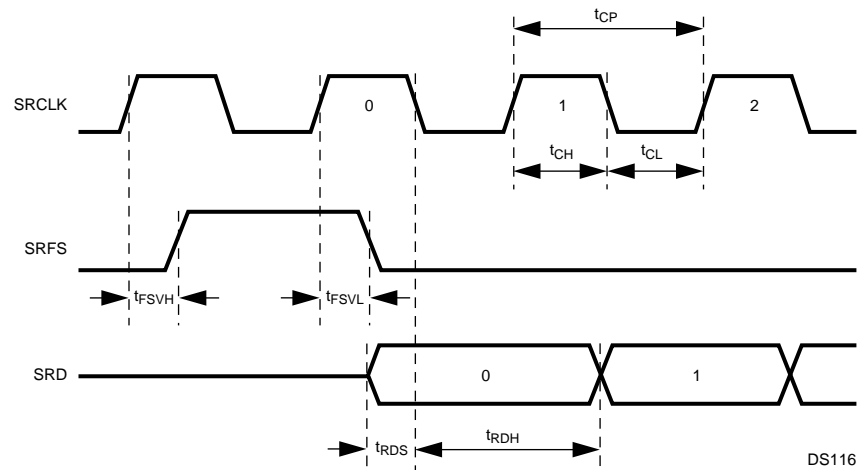 tCP
SRCLK
0
1
2
tCH
tCL
SRFS
tFSVH
tFSVL
SRD
0
1
tRDS
tRDH
DS116